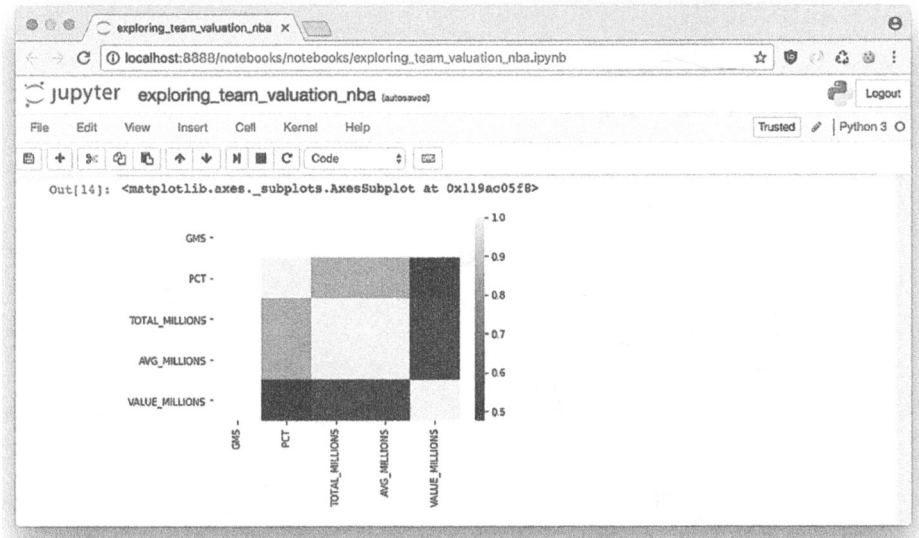 exploring_team_valuation_nba ×
localhost:8888/notebooks/notebooks/exploring_team_valuation_nba.ipynb
jupyter exploring_team_valuation_nba (autosaved) Logout
File Edit View Insert Cell Kernel Help Trusted Python 3
Code
Out[14]: <matplotlib.axes._subplots.AxesSubplot at 0x119ac05f8>
GMS
PCT
TOTAL_MILLIONS
AVG_MILLIONS
VALUE_MILLIONS
1.0
0.9
0.8
0.7
0.6
0.5
GMS
PCT
TOTAL_MILLIONS
AVG_MILLIONS
VALUE_MILLIONS